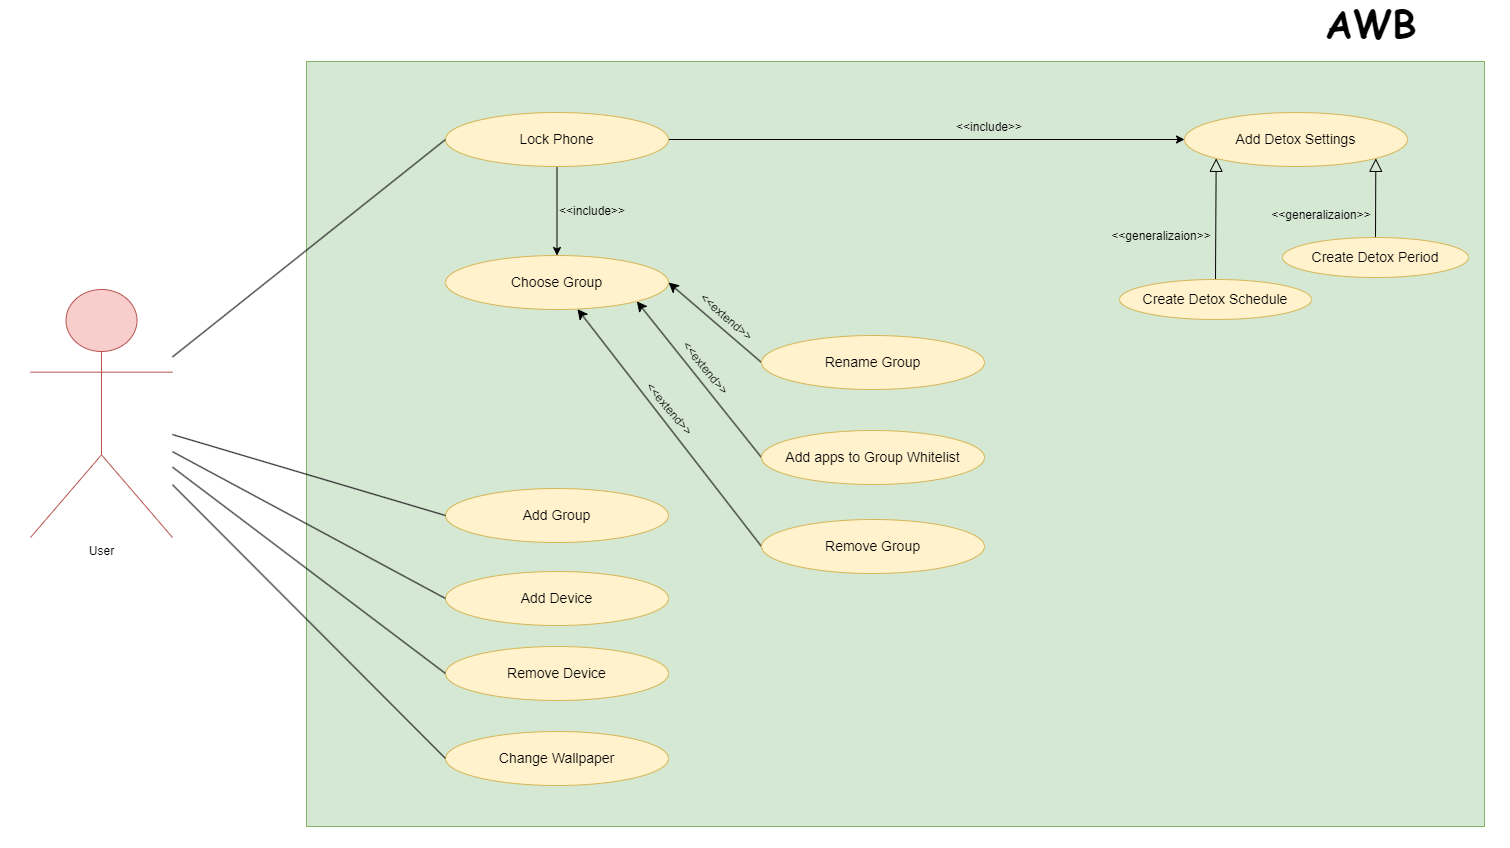 AWB
Lock Phone
<<include>>
Add Detox Settings
<<include>>
<<generalizaion>>
<<generalizaion>>
Create Detox Period
Choose Group
Create Detox Schedule
<<extend>>
Rename Group
<<extend>>
<<extend>>
Add apps to Group Whitelist
Add Group
Remove Group
User
Add Device
Remove Device
Change Wallpaper